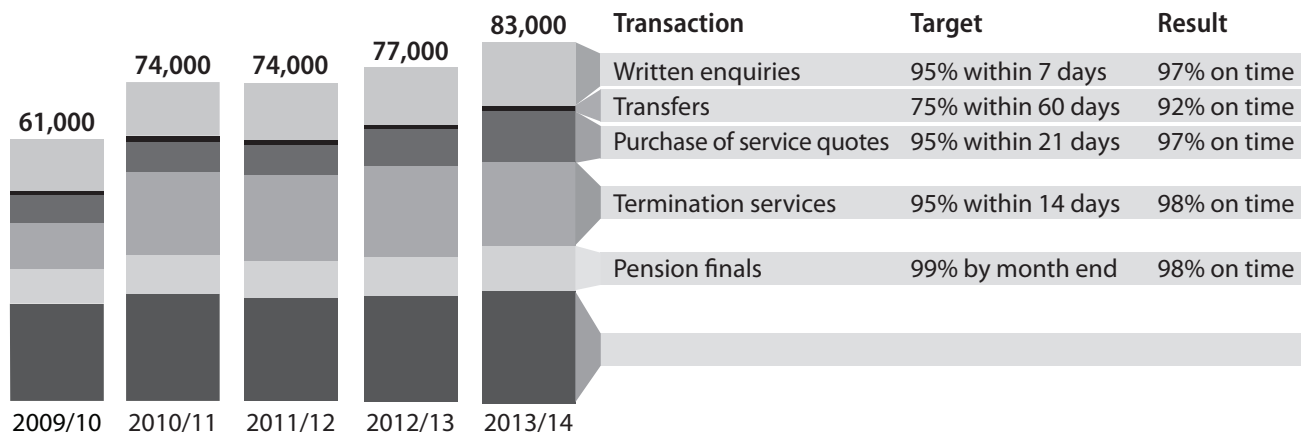 83,000
77,000
74,000 74,000
61,000
Transaction Target Result
Written enquiries 95% within 7 days 97% on time
Transfers 75% within 60 days 92% on time
Purchase of service quotes 95% within 21 days 97% on time
Termination services 95% within 14 days 98% on time
Pension finals 99% by month end 98% on time
2009/10 2010/11 2011/12 2012/13 2013/14